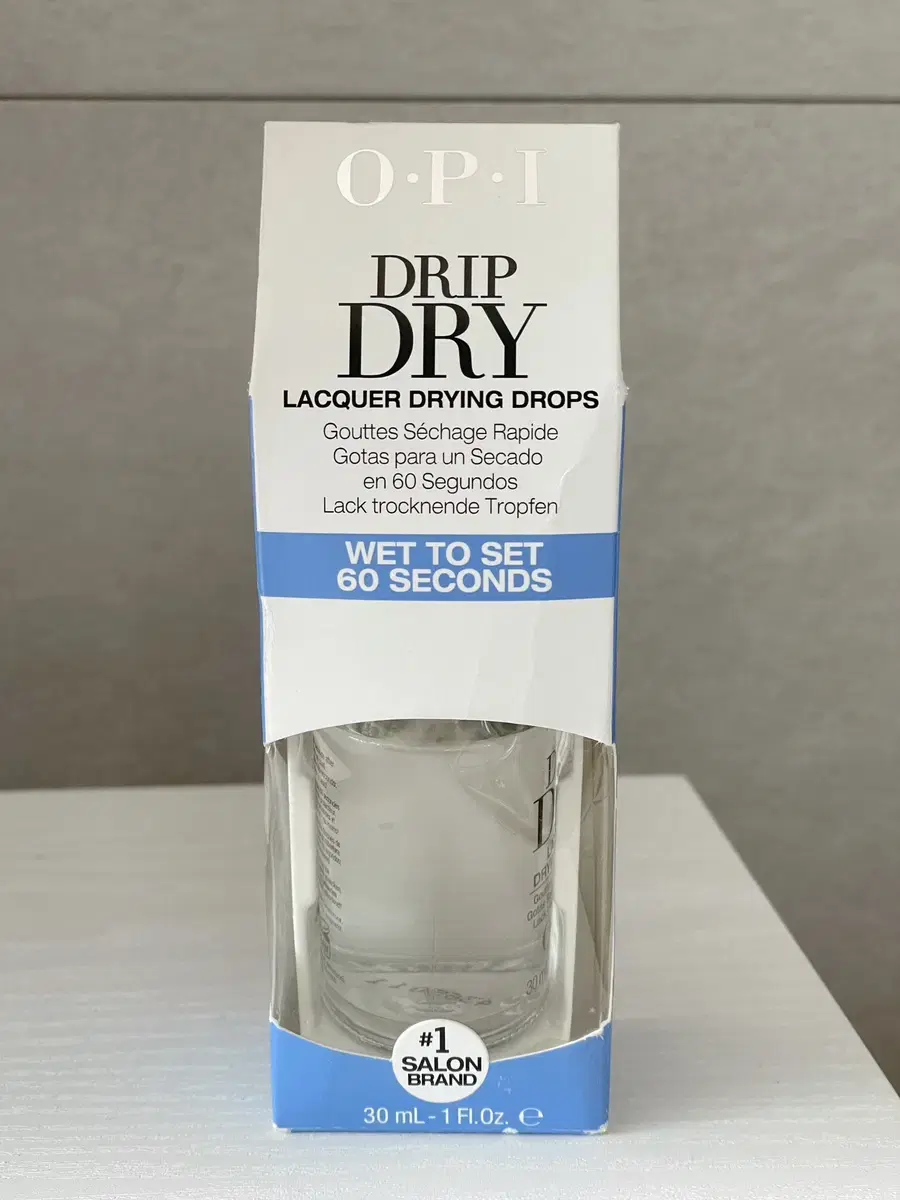 O·P·I
DRIP
DRY
LACQUER DRYING DROPS
Gouttes Séchage Rapide
Gotas para un Secado
en 60 Segundos
Lack trocknende Tropfen
WET TO SET
60 SECONDS
#1
SALON
BRAND
30 mL - 1 Fl.Oz. ℮